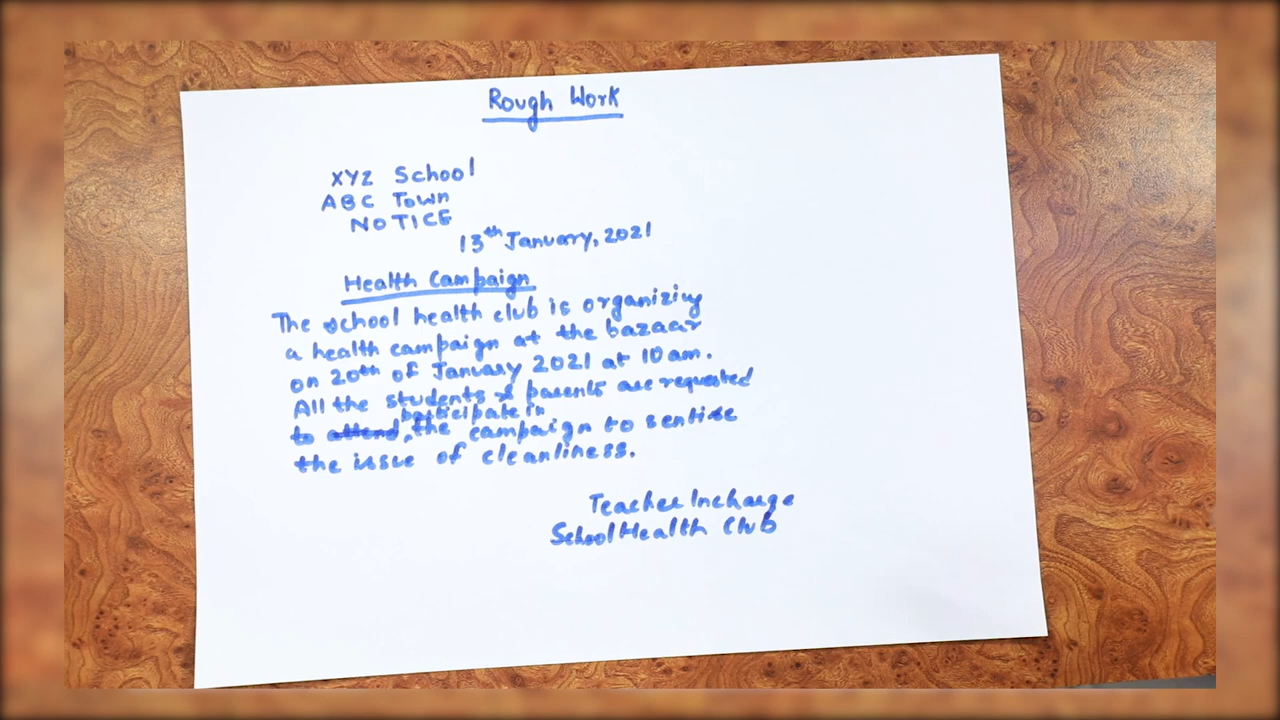 Rough Work
XYZ School
ABC Town
NOTICE
13th January, 2021
Health Campaign
The school health club is organizing
a health campaign at the bazaar
on 20th of January 2021 at 10 am.
All the students & parents are requested
participate in
to attend, the campaign to sentise
the issue of cleanliness.
Teacher Incharge
School Health Club